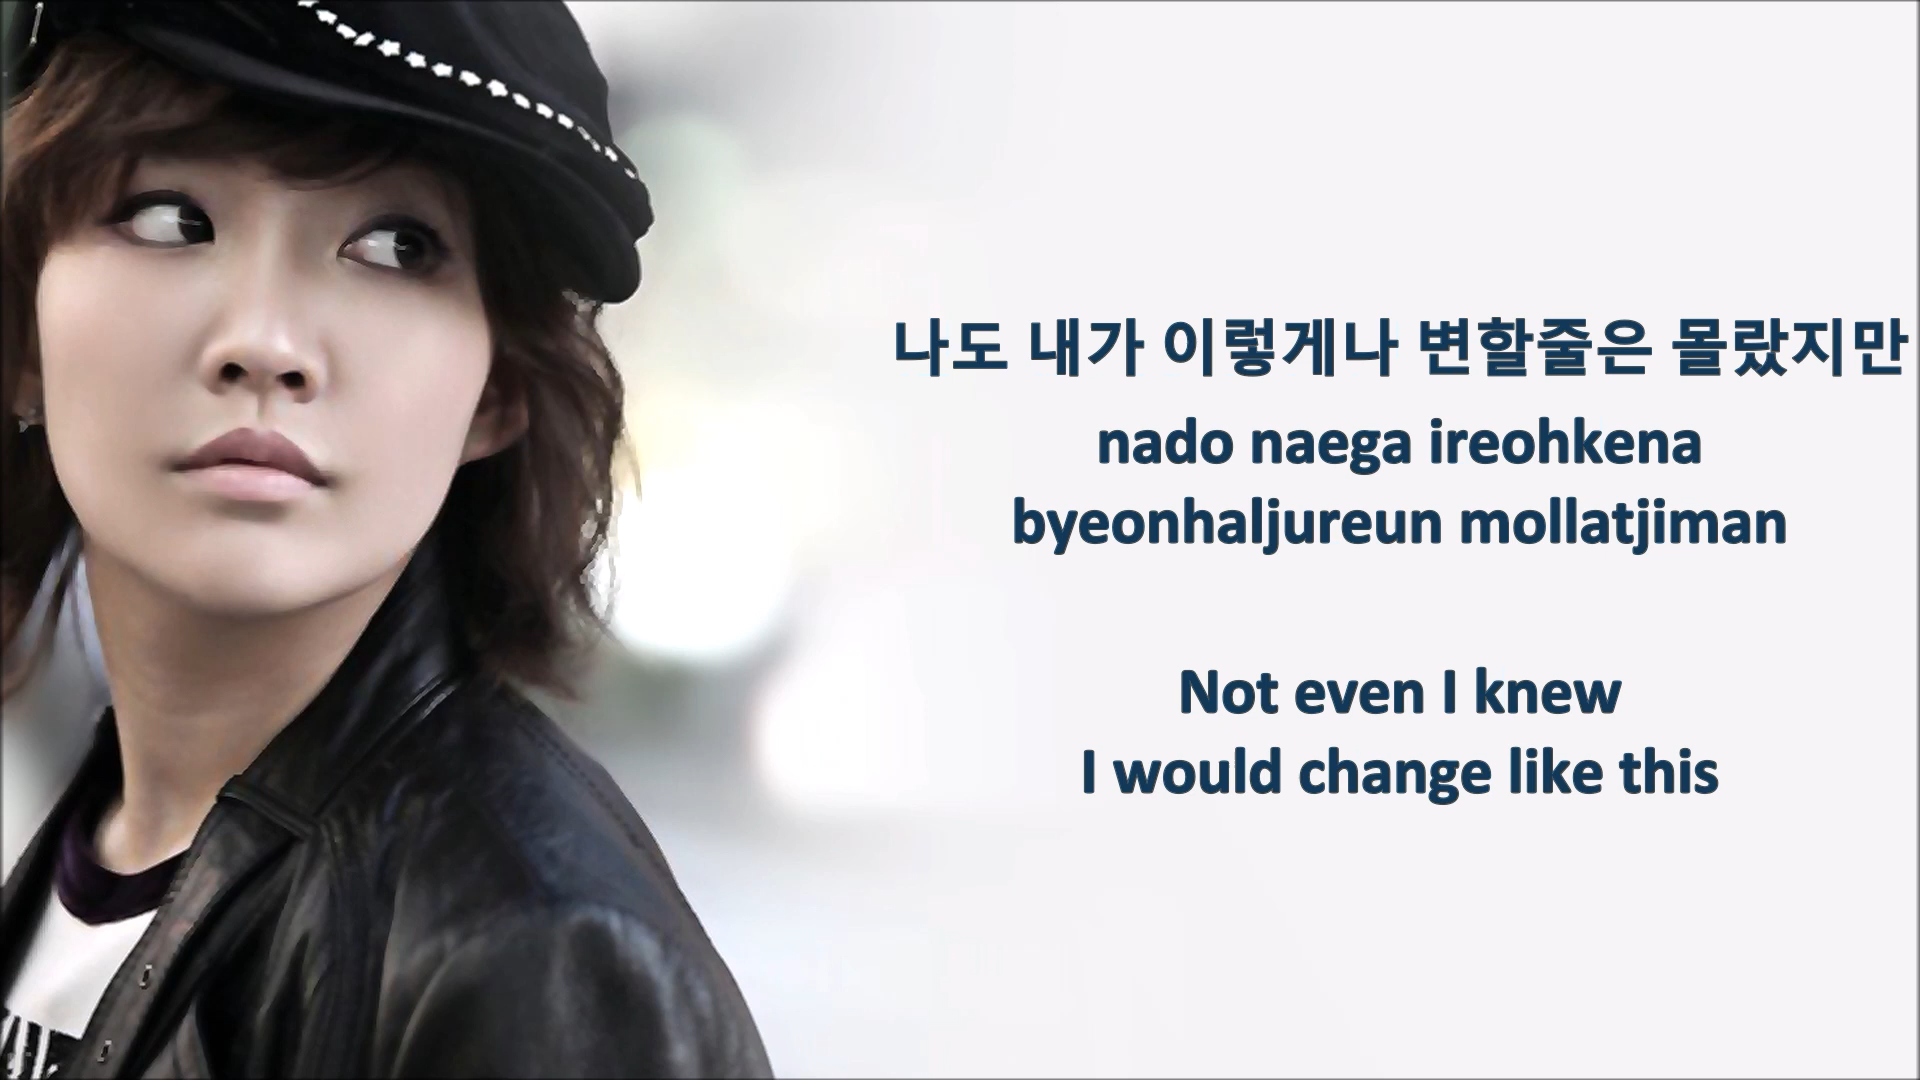 나도 내가 이렇게나 변할줄은 몰랐지만
nado naega ireohkena
byeonhaljureun mollatjiman
Not even I knew
I would change like this